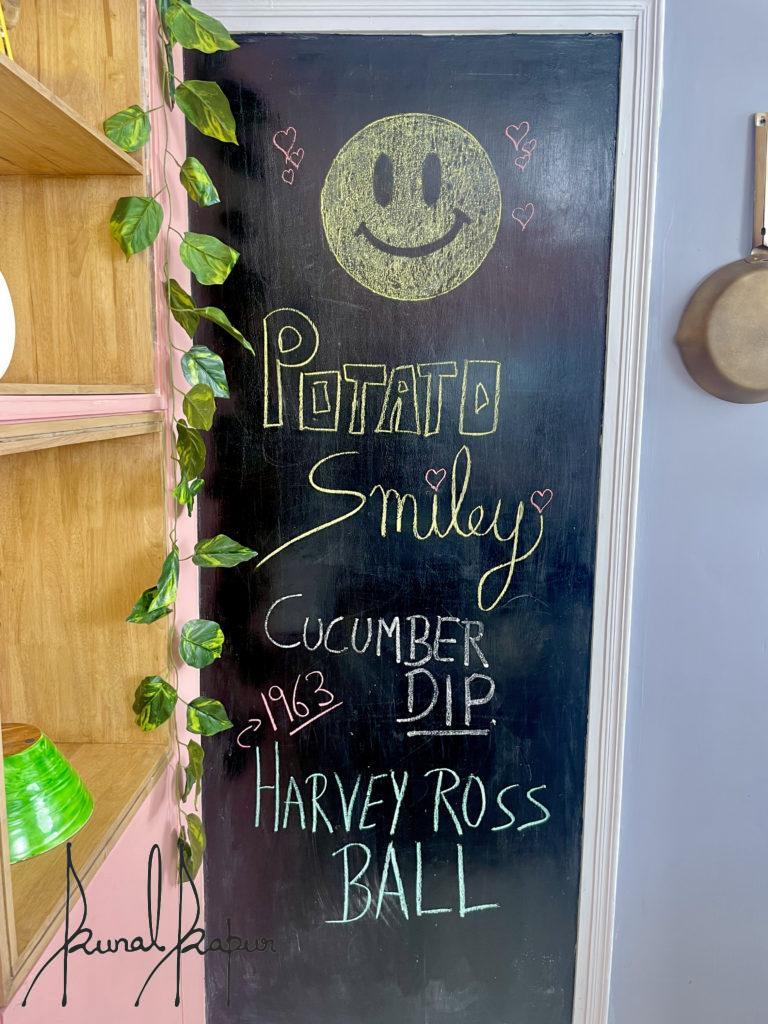 POTATO
Smiley
CUCUMBER
DIP.
1963
HARVEY ROSS
BALL
Kunal Kapur